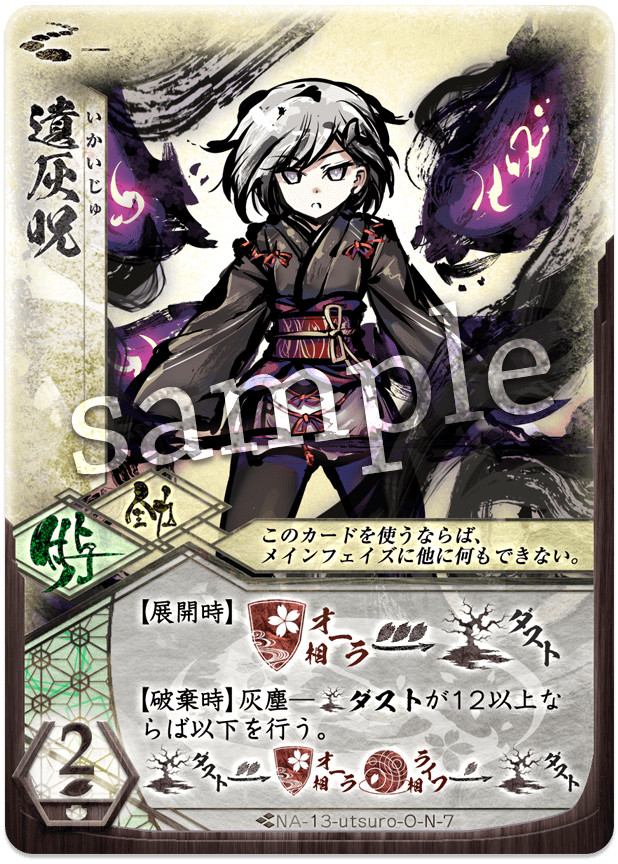 遺灰呪
いかいじゅ
sample
全力
付与
このカードを使うならば、
メインフェイズに他に何もできない。
【展開時】相オーラ ダスト
【破棄時】灰塵―ダストが12以上な
らば以下を行う。
ダスト 相オーラ 相ライフ ダスト
2
NA-13-utsuro-O-N-7